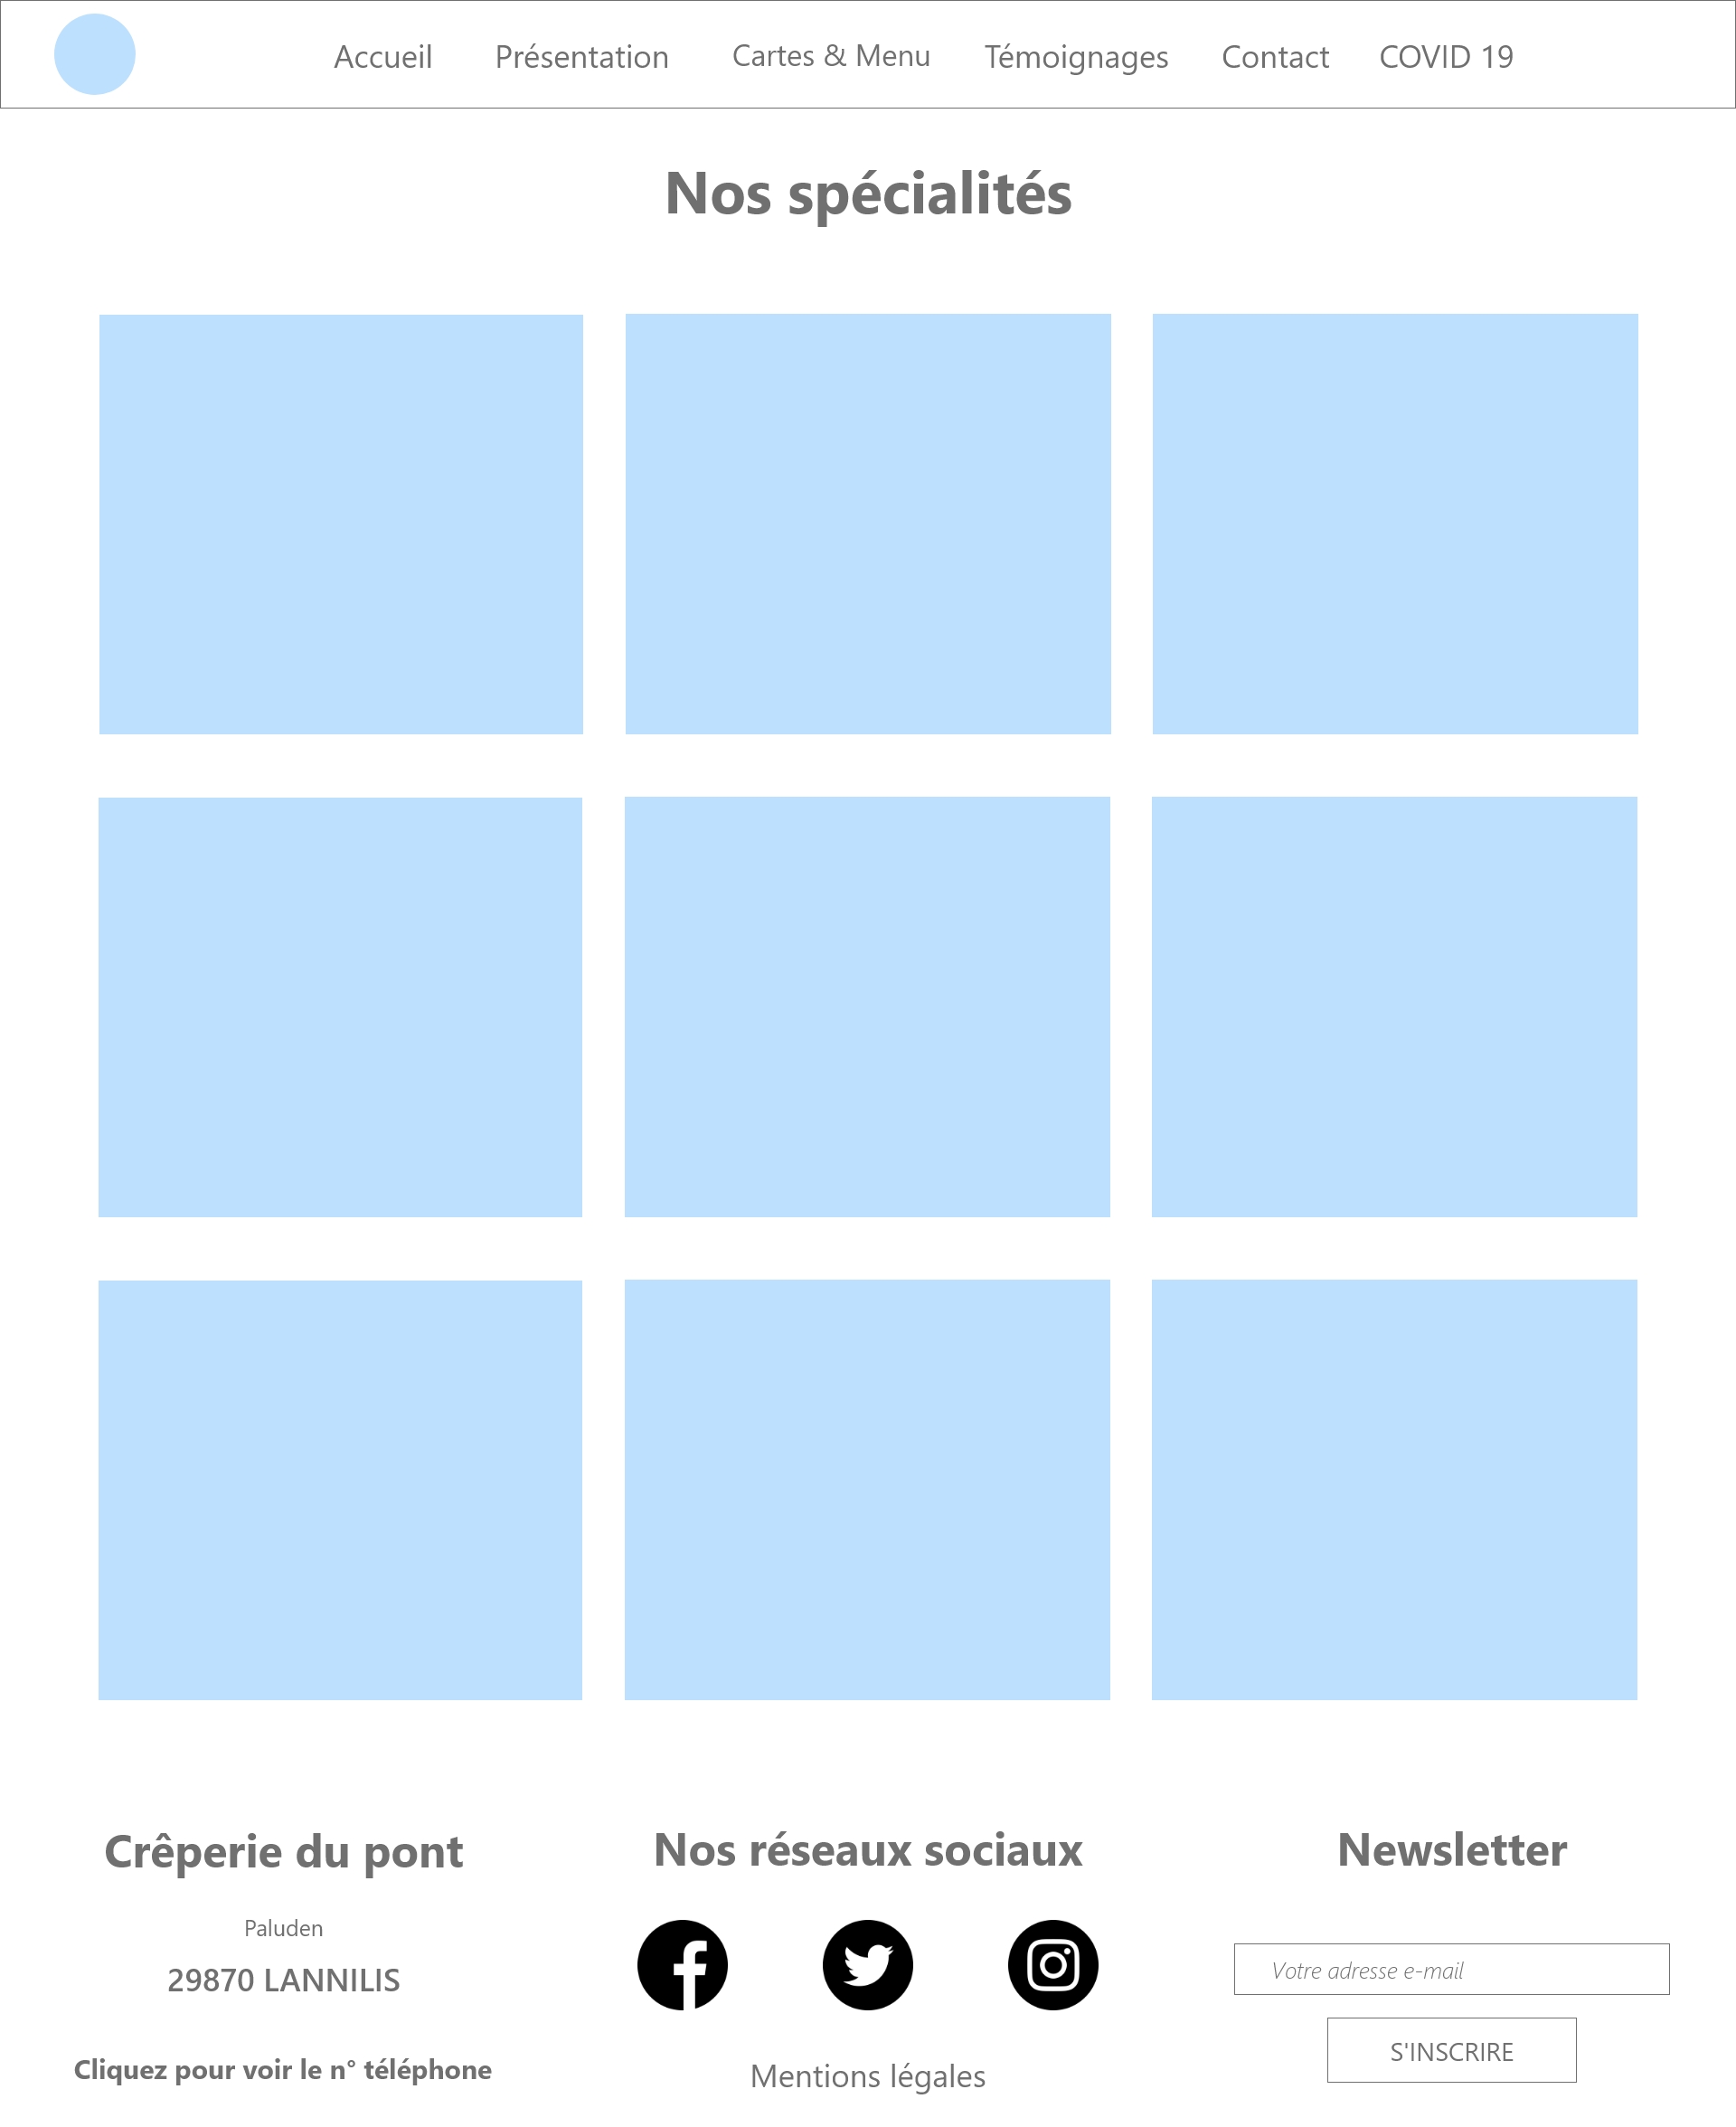 Accueil
Présentation
Cartes & Menu
Témoignages
Contact
COVID 19
Nos spécialités
Crêperie du pont
Paluden
29870 LANNILIS
Cliquez pour voir le n° téléphone
Nos réseaux sociaux
Mentions légales
Newsletter
Votre adresse e-mail
S'INSCRIRE